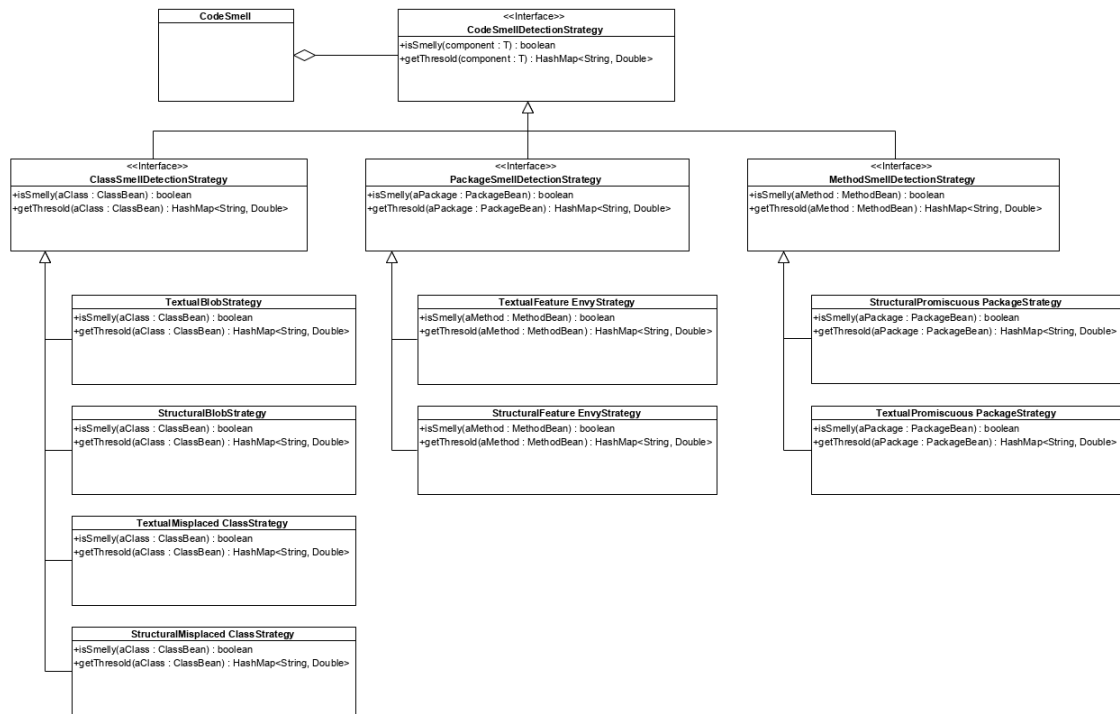 CodeSmell
<<Interface>>
CodeSmellDetectionStrategy
+isSmelly(component : T) : boolean
+getThresold(component : T) : HashMap<String, Double>
<<Interface>>
ClassSmellDetectionStrategy
+isSmelly(aClass : ClassBean) : boolean
+getThresold(aClass : ClassBean) : HashMap<String, Double>
<<Interface>>
PackageSmellDetectionStrategy
+isSmelly(aPackage : PackageBean) : boolean
+getThresold(aPackage : PackageBean) : HashMap<String, Double>
<<Interface>>
MethodSmellDetectionStrategy
+isSmelly(aMethod : MethodBean) : boolean
+getThresold(aMethod : MethodBean) : HashMap<String, Double>
TextualBlobStrategy
+isSmelly(aClass : ClassBean) : boolean
+getThresold(aClass : ClassBean) : HashMap<String, Double>
TextualFeature EnvyStrategy
+isSmelly(aMethod : MethodBean) : boolean
+getThresold(aMethod : MethodBean) : HashMap<String, Double>
StructuralPromiscuous PackageStrategy
+isSmelly(aPackage : PackageBean) : boolean
+getThresold(aPackage : PackageBean) : HashMap<String, Double>
StructuralBlobStrategy
+isSmelly(aClass : ClassBean) : boolean
+getThresold(aClass : ClassBean) : HashMap<String, Double>
StructuralFeature EnvyStrategy
+isSmelly(aMethod : MethodBean) : boolean
+getThresold(aMethod : MethodBean) : HashMap<String, Double>
TextualPromiscuous PackageStrategy
+isSmelly(aPackage : PackageBean) : boolean
+getThresold(aPackage : PackageBean) : HashMap<String, Double>
TextualMisplaced ClassStrategy
+isSmelly(aClass : ClassBean) : boolean
+getThresold(aClass : ClassBean) : HashMap<String, Double>
StructuralMisplaced ClassStrategy
+isSmelly(aClass : ClassBean) : boolean
+getThresold(aClass : ClassBean) : HashMap<String, Double>